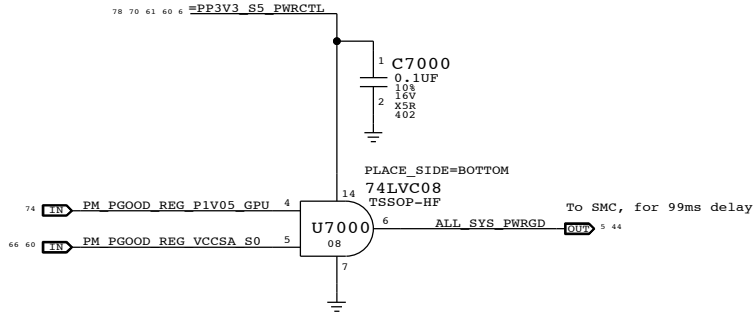 78 70 61 60 6 =PP3V3_S5_PWRCTL
1 C7000
0.1UF
10%
16V
2 X5R
402
PLACE_SIDE=BOTTOM
14 74LVC08
TSSOP-HF
To SMC, for 99ms delay
74 IN PM_PGOOD_REG_P1V05_GPU 4
U7000 6 ALL_SYS_PWRGD OUT 5 44
66 60 IN PM_PGOOD_REG_VCCSA_S0 5
08
7